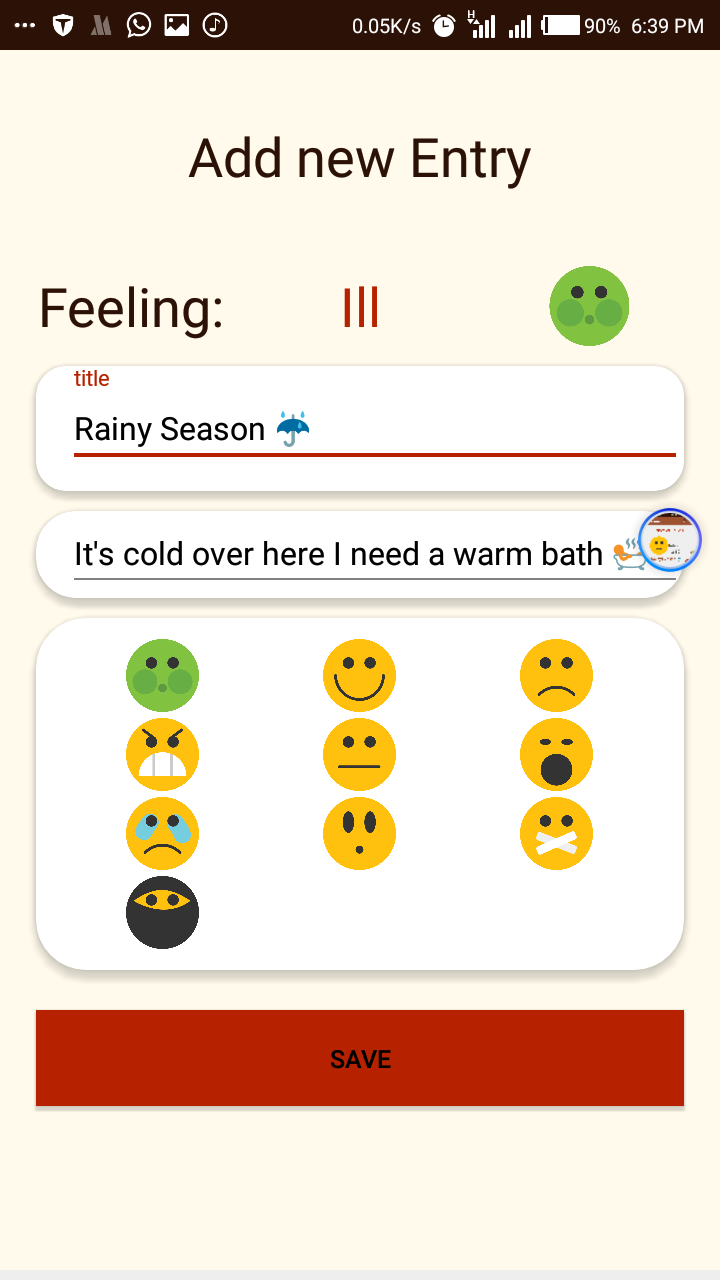 0.05K/s H 90% 6:39 PM
Add new Entry
Feeling: Ill
title
Rainy Season ☔
It's cold over here I need a warm bath 🛀
SAVE